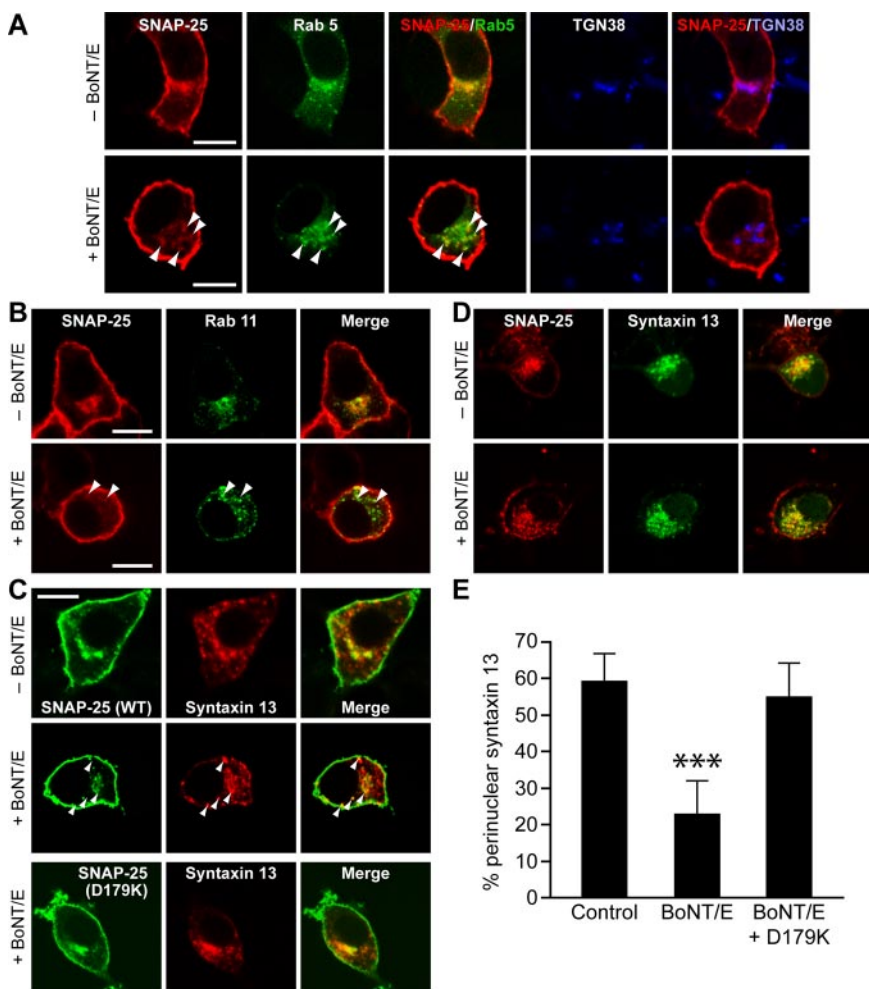 A
SNAP-25 Rab 5 SNAP-25/Rab5 TGN38 SNAP-25/TGN38
– BoNT/E
+ BoNT/E
B
SNAP-25 Rab 11 Merge
– BoNT/E
+ BoNT/E
C
– BoNT/E
SNAP-25 (WT) Syntaxin 13 Merge
+ BoNT/E
SNAP-25 Syntaxin 13 Merge
(D179K)
+ BoNT/E
D
SNAP-25 Syntaxin 13 Merge
– BoNT/E
+ BoNT/E
E
% perinuclear syntaxin 13
70
60
50
40
30
20
10
0
***
Control BoNT/E BoNT/E
+ D179K